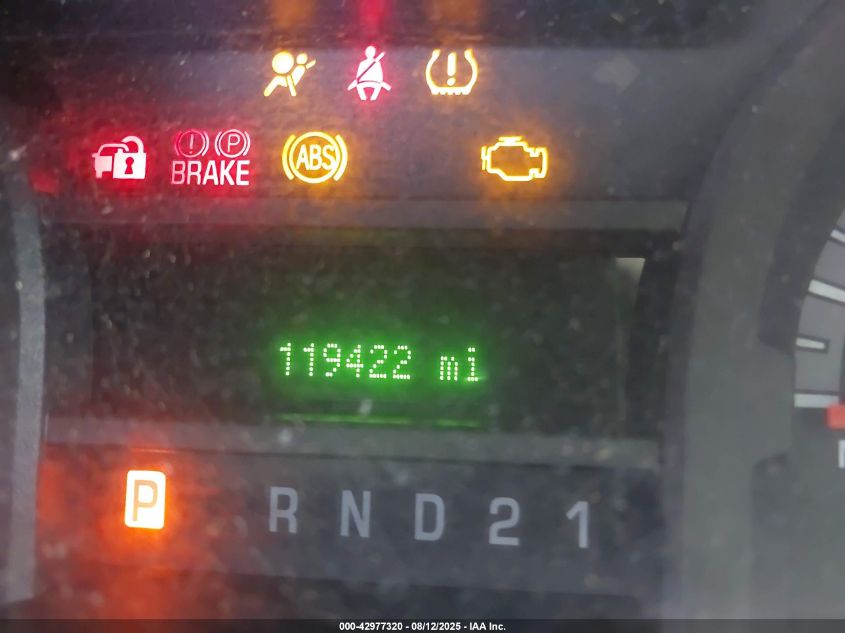 ! P
BRAKE ABS
119422 mi
P R N D 2 1
000-42977320 - 08/12/2025 - IAA Inc.